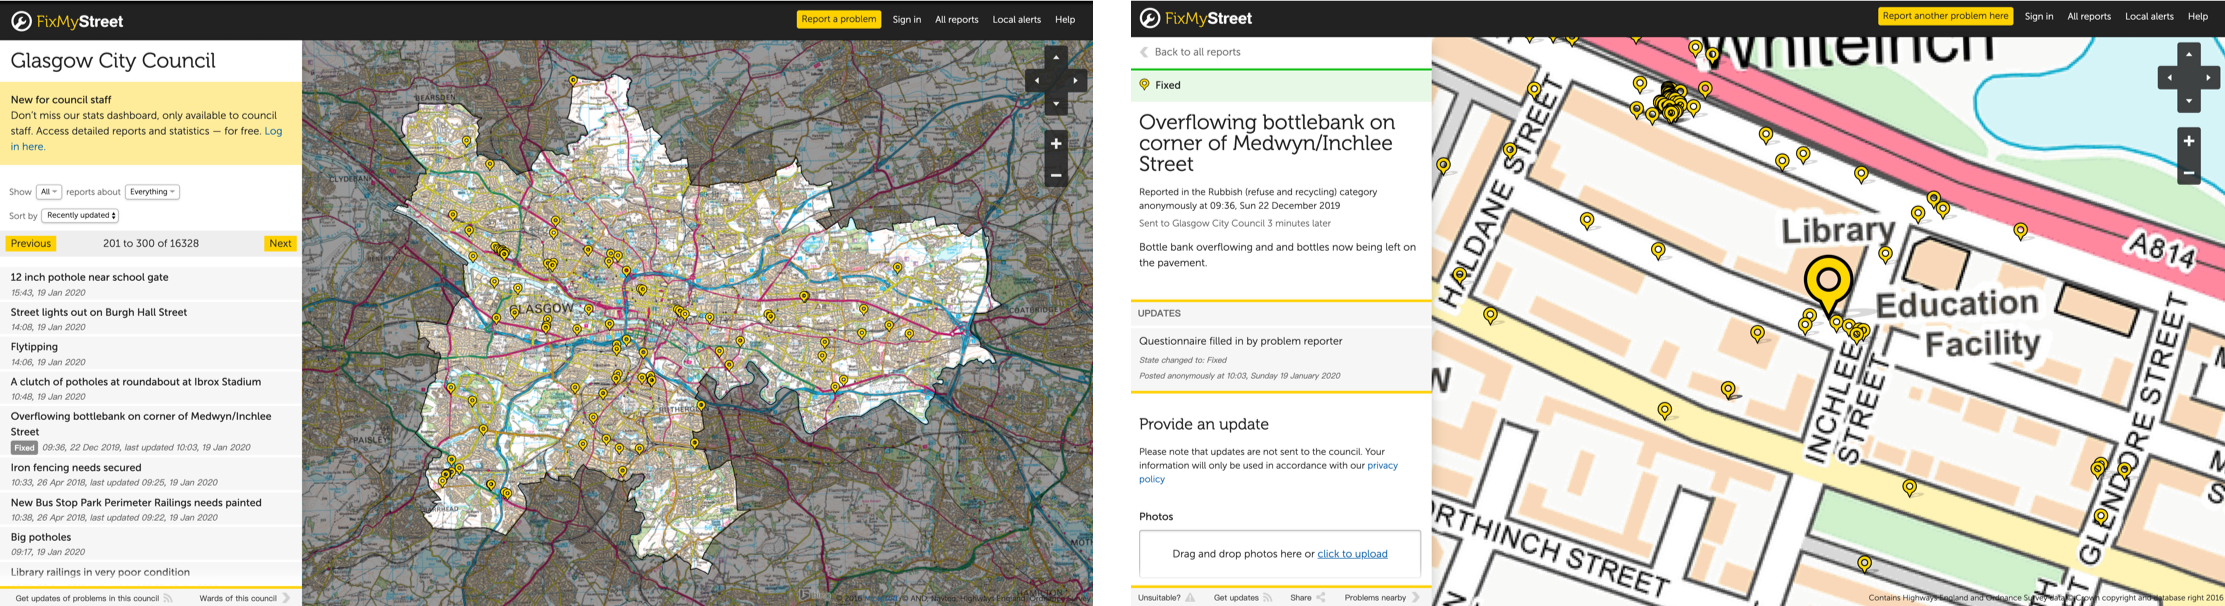 FixMyStreet
Report a problem
Sign in
All reports
Local alerts
Help
Glasgow City Council
New for council staff
Don't miss our stats dashboard, only available to council
staff. Access detailed reports and statistics — for free. Log
in here.
Show All reports about Everything
Sort by Recently updated
Previous
201 to 300 of 16328
Next
12 inch pothole near school gate
15:43, 19 Jan 2020
Street lights out on Burgh Hall Street
14:08, 19 Jan 2020
Flytipping
14:06, 19 Jan 2020
A clutch of potholes at roundabout at Ibrox Stadium
10:48, 19 Jan 2020
Overflowing bottlebank on corner of Medwyn/Inchlee
Street
Fixed 09:36, 22 Dec 2019, last updated 10:03, 19 Jan 2020
Iron fencing needs secured
10:33, 26 Apr 2018, last updated 09:25, 19 Jan 2020
New Bus Stop Park Perimeter Railings needs painted
10:38, 26 Apr 2018, last updated 09:22, 19 Jan 2020
Big potholes
09:17, 19 Jan 2020
Library railings in very poor condition
Get updates of problems in this council
Wards of this council
BEARSDEN
CLYDEBANK
GLASGOW
COATBRIDGE
PAISLEY
FixMyStreet
Report another problem here
Sign in
All reports
Local alerts
Help
Back to all reports
Fixed
Overflowing bottlebank on
corner of Medwyn/Inchlee
Street
Reported in the Rubbish (refuse and recycling) category
anonymously at 09:36, Sun 22 December 2019
Sent to Glasgow City Council 3 minutes later
Bottle bank overflowing and and bottles now being left on
the pavement.
UPDATES
Questionnaire filled in by problem reporter
State changed to: Fixed
Posted anonymously at 10:03, Sunday 19 January 2020
Provide an update
Please note that updates are not sent to the council. Your
information will only be used in accordance with our privacy
policy
Photos
Drag and drop photos here or click to upload
Unsuitable?
Get updates
Share
Problems nearby
Whiteinch
HALDANE STREET
Library
A814
Education
Facility
INCHLEE
STREET
GLENDORE STREET
RTHINCH STREET
Contains Highways England and Ordnance Survey data © Crown copyright and database right 2016